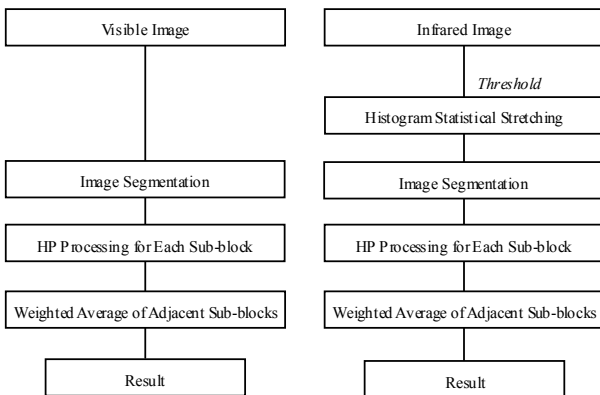 Visible Image
Image Segmentation
HP Processing for Each Sub-block
Weighted Average of Adjacent Sub-blocks
Result
Infrared Image
Threshold
Histogram Statistical Stretching
Image Segmentation
HP Processing for Each Sub-block
Weighted Average of Adjacent Sub-blocks
Result